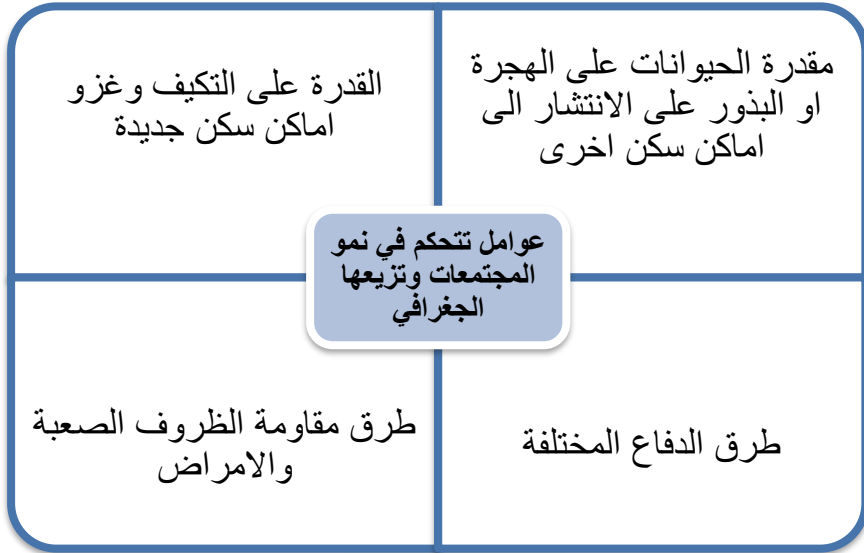 مقدرة الحيوانات على الهجرة
او البذور على الانتشار الى
اماكن سكن اخرى
القدرة على التكيف وغزو
اماكن سكن جديدة
عوامل تتحكم في نمو
المجتمعات وتزيعها
الجغرافي
طرق الدفاع المختلفة
طرق مقاومة الظروف الصعبة
والامراض